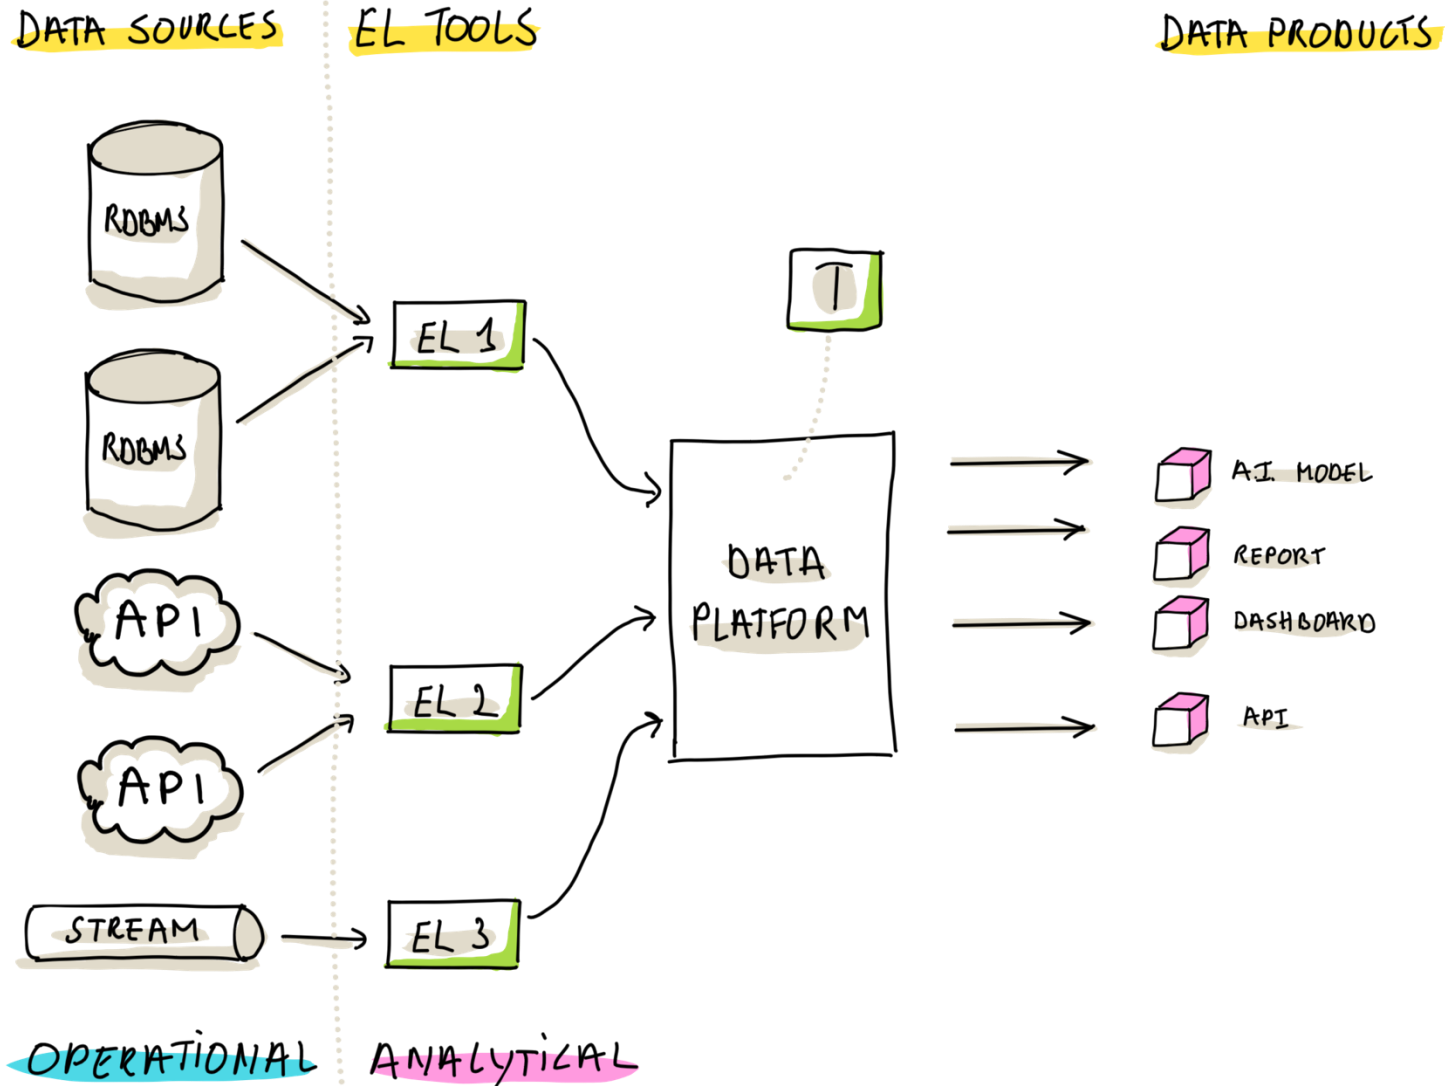 DATA SOURCES
EL TOOLS
DATA PRODUCTS
RDBMS
RDBMS
API
API
STREAM
EL 1
EL 2
EL 3
T
DATA
PLATFORM
A.I. MODEL
REPORT
DASHBOARD
API
OPERATIONAL
ANALYTICAL